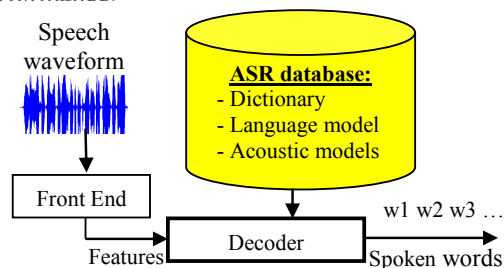 Speech
waveform
ASR database:
- Dictionary
- Language model
- Acoustic models
Front End
w1 w2 w3 ...
Decoder
Features
Spoken words